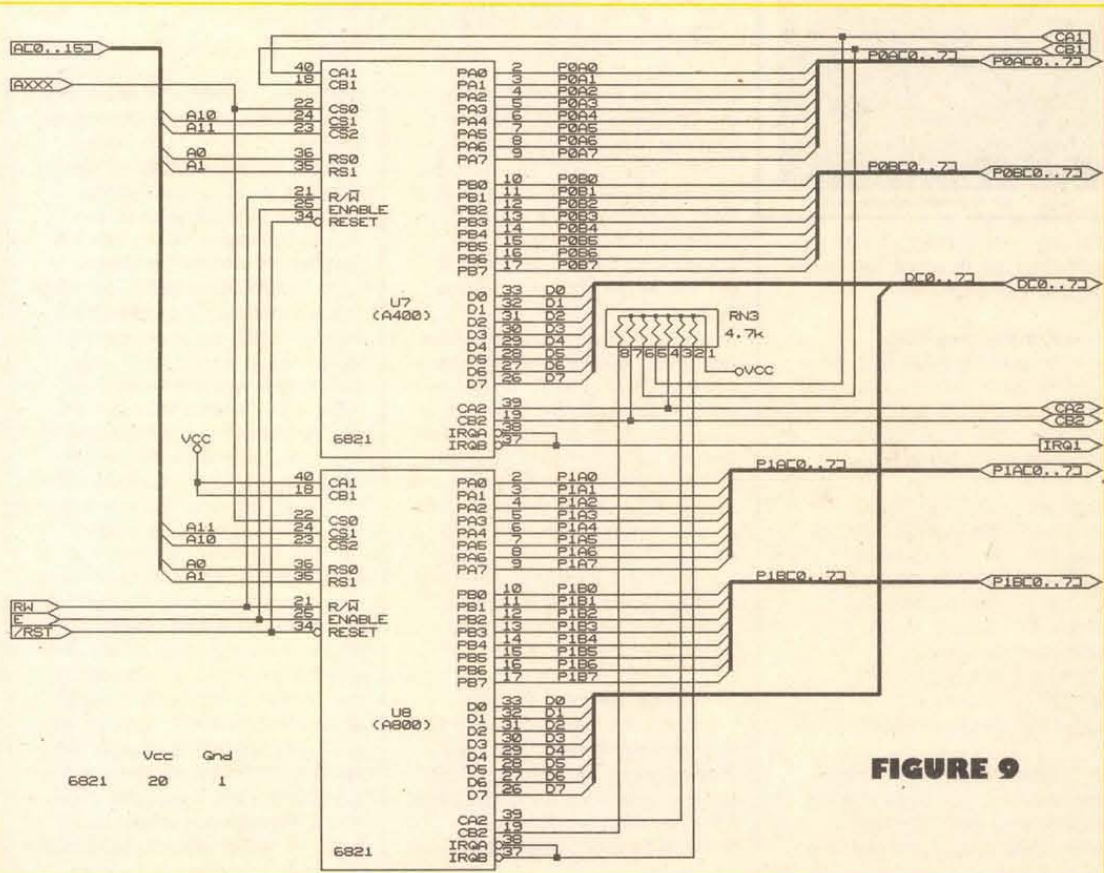 A[0..15]
AXXX
CA1
CB1
40 CA1
18 CB1
22 CS0
A10 24 CS1
A11 23 CS2
A0 36 RS0
A1 35 RS1
21 R/W
25 ENABLE
34 RESET
U7
(A400)
6821
PA0 2 P0A0
PA1 3 P0A1
PA2 4 P0A2
PA3 5 P0A3
PA4 6 P0A4
PA5 7 P0A5
PA6 8 P0A6
PA7 9 P0A7
PB0 10 P0B0
PB1 11 P0B1
PB2 12 P0B2
PB3 13 P0B3
PB4 14 P0B4
PB5 15 P0B5
PB6 16 P0B6
PB7 17 P0B7
D0 33 D0
D1 32 D1
D2 31 D2
D3 30 D3
D4 29 D4
D5 28 D5
D6 27 D6
D7 26 D7
CA2 39
CB2 19
IRQA 38
IRQB 37
P0A[0..7] P0A[0..7]
P0B[0..7] P0B[0..7]
D[0..7] D[0..7]
RN3
4.7k
8 7 6 5 4 3 2 1
VCC
CA2
CB2
IRQ1
VCC
40 CA1
18 CB1
22 CS0
A11 24 CS1
A10 23 CS2
A0 36 RS0
A1 35 RS1
RW
E
/RST
21 R/W
25 ENABLE
34 RESET
U8
(A800)
6821
PA0 2 P1A0
PA1 3 P1A1
PA2 4 P1A2
PA3 5 P1A3
PA4 6 P1A4
PA5 7 P1A5
PA6 8 P1A6
PA7 9 P1A7
PB0 10 P1B0
PB1 11 P1B1
PB2 12 P1B2
PB3 13 P1B3
PB4 14 P1B4
PB5 15 P1B5
PB6 16 P1B6
PB7 17 P1B7
D0 33 D0
D1 32 D1
D2 31 D2
D3 30 D3
D4 29 D4
D5 28 D5
D6 27 D6
D7 26 D7
CA2 39
CB2 19
IRQA 38
IRQB 37
P1A[0..7] P1A[0..7]
P1B[0..7] P1B[0..7]
Vcc Gnd
6821 20 1
FIGURE 9